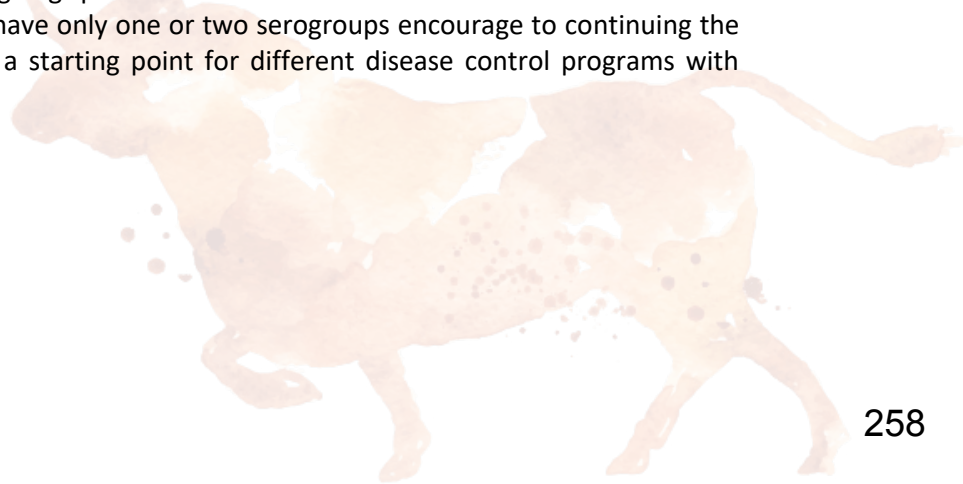 have only one or two serogroups encourage to continuing the
a starting point for different disease control programs with
258